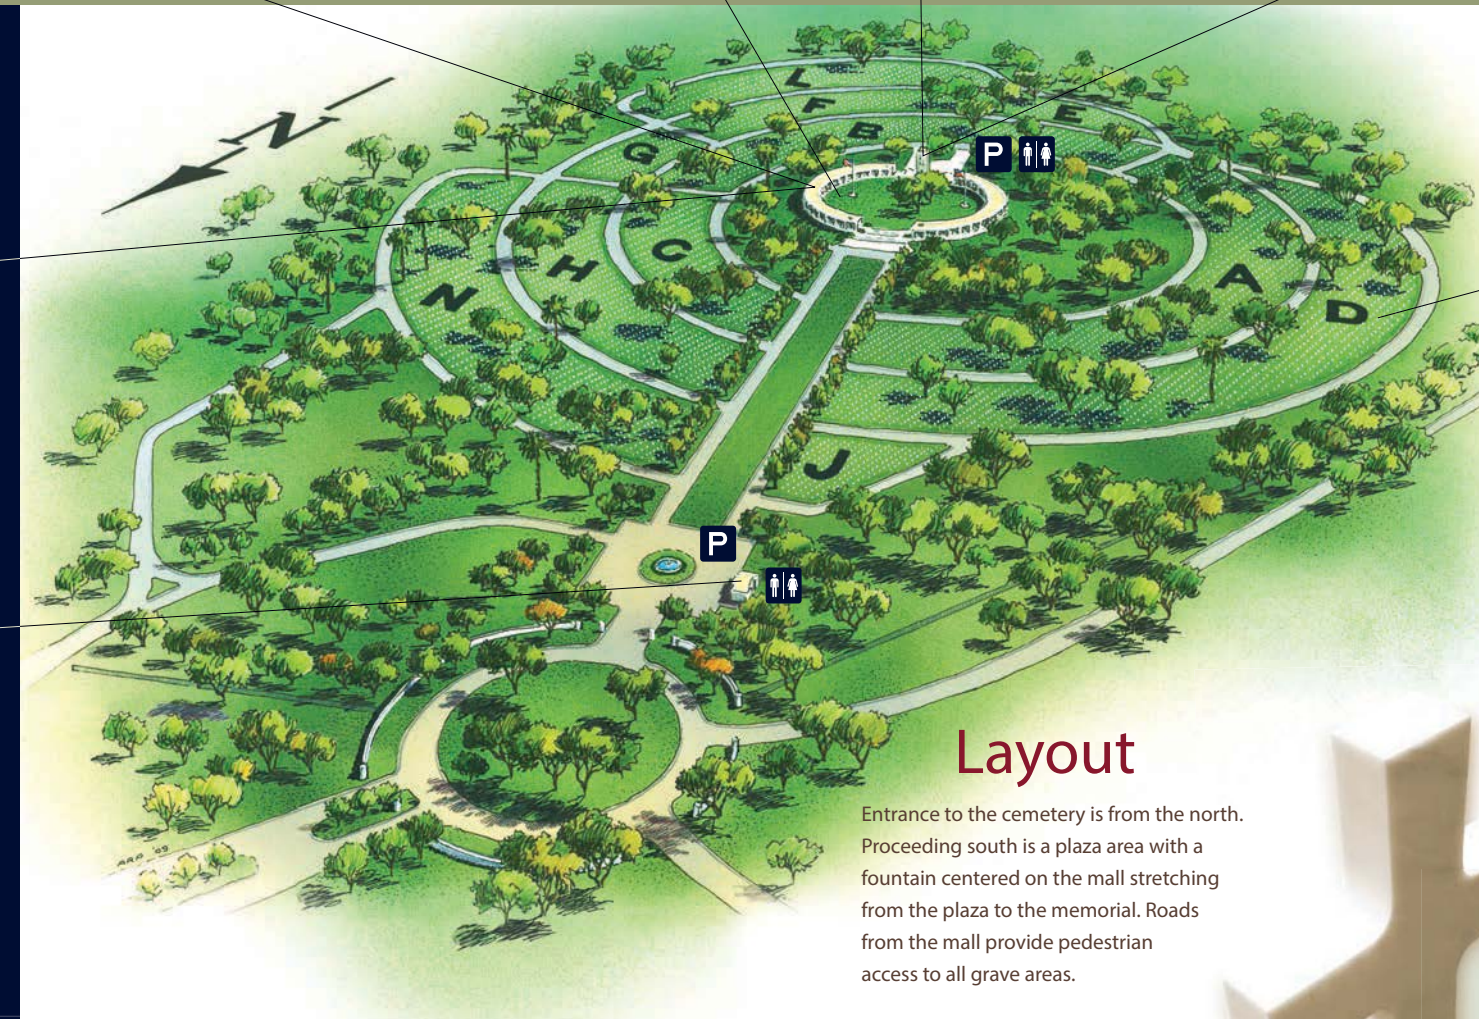 L
F
E
B
G
P
C
H
A
N
D
N
J
P
Layout
Entrance to the cemetery is from the north.
Proceeding south is a plaza area with a
fountain centered on the mall stretching
from the plaza to the memorial. Roads
from the mall provide pedestrian
access to all grave areas.